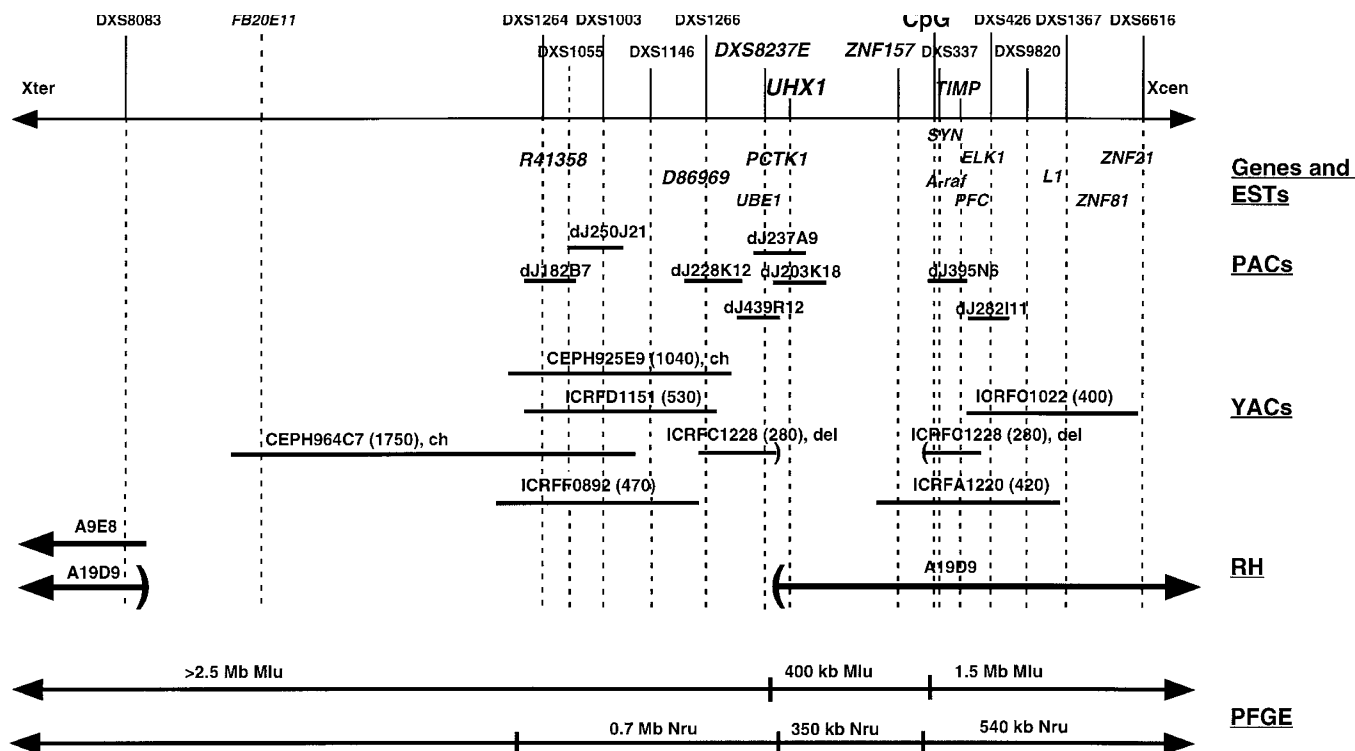 DXS8083 FB20E11 DXS1264 DXS1003 DXS1266 CpG DXS426 DXS1367 DXS6616
DXS1055 DXS1146 DXS8237E ZNF157 DXS337 DXS9820
Xter UHX1 TIMP Xcen
SYN
R41358 PCTK1 ELK1 ZNF21
D86969 A-raf L1
UBE1 PFC ZNF81
Genes and
ESTs
dJ250J21 dJ237A9
dJ182B7 dJ228K12 dJ203K18 dJ395N6
PACs
dJ439R12 dJ282I11
CEPH925E9 (1040), ch
ICRFD1151 (530) ICRFO1022 (400)
YACs
CEPH964C7 (1750), ch ICRFC1228 (280), del ICRFC1228 (280), del
ICRFF0892 (470) ICRFA1220 (420)
A9E8
A19D9 A19D9
RH
>2.5 Mb Mlu 400 kb Mlu 1.5 Mb Mlu
PFGE
0.7 Mb Nru 350 kb Nru 540 kb Nru